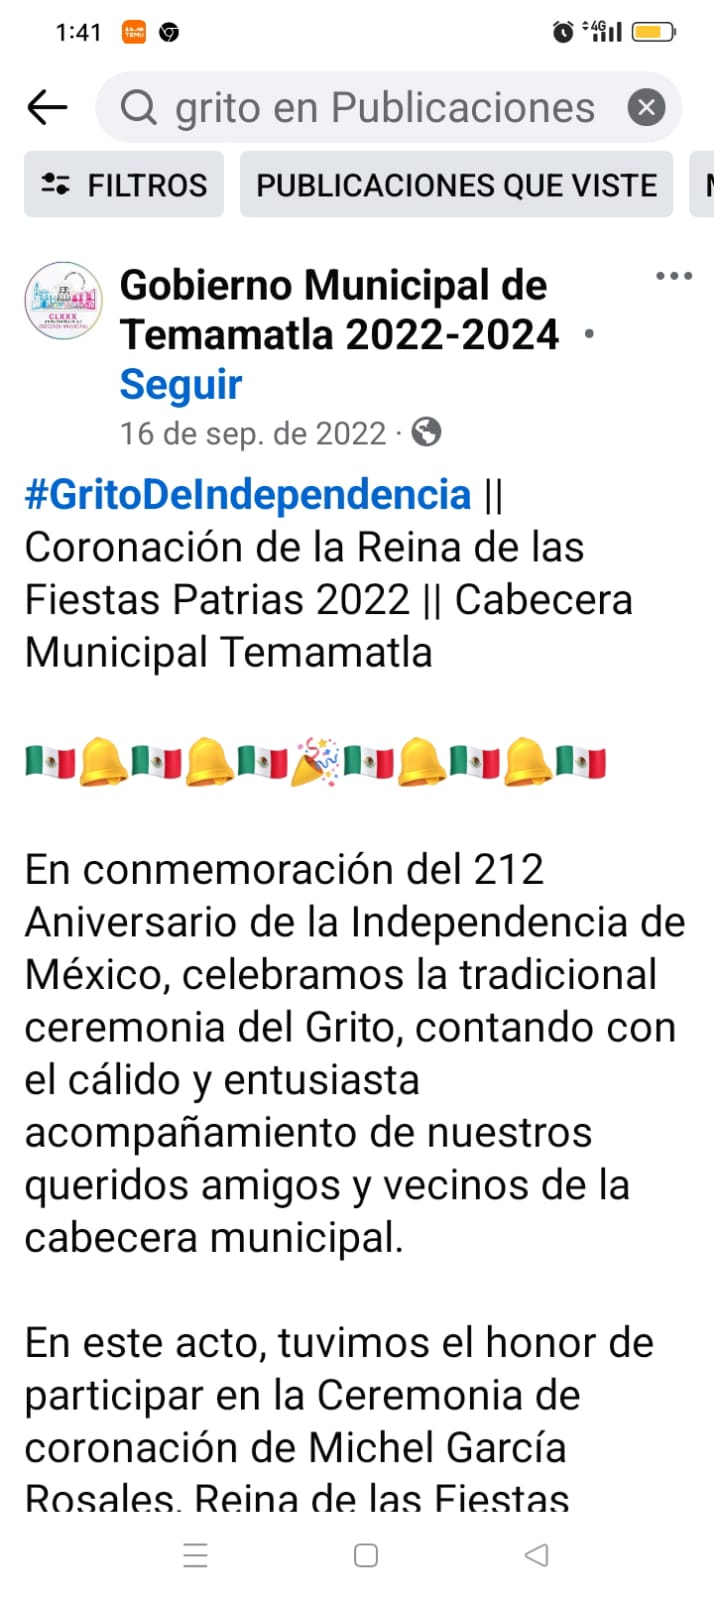 1:41
TEMU
4G
grito en Publicaciones
FILTROS
PUBLICACIONES QUE VISTE
Gobierno Municipal de
Temamatla 2022-2024 •
Seguir
16 de sep. de 2022 ·
CLXXX
#GritoDeIndependencia ||
Coronación de la Reina de las
Fiestas Patrias 2022 || Cabecera
Municipal Temamatla
En conmemoración del 212
Aniversario de la Independencia de
México, celebramos la tradicional
ceremonia del Grito, contando con
el cálido y entusiasta
acompañamiento de nuestros
queridos amigos y vecinos de la
cabecera municipal.
En este acto, tuvimos el honor de
participar en la Ceremonia de
coronación de Michel García
Rosales, Reina de las Fiestas